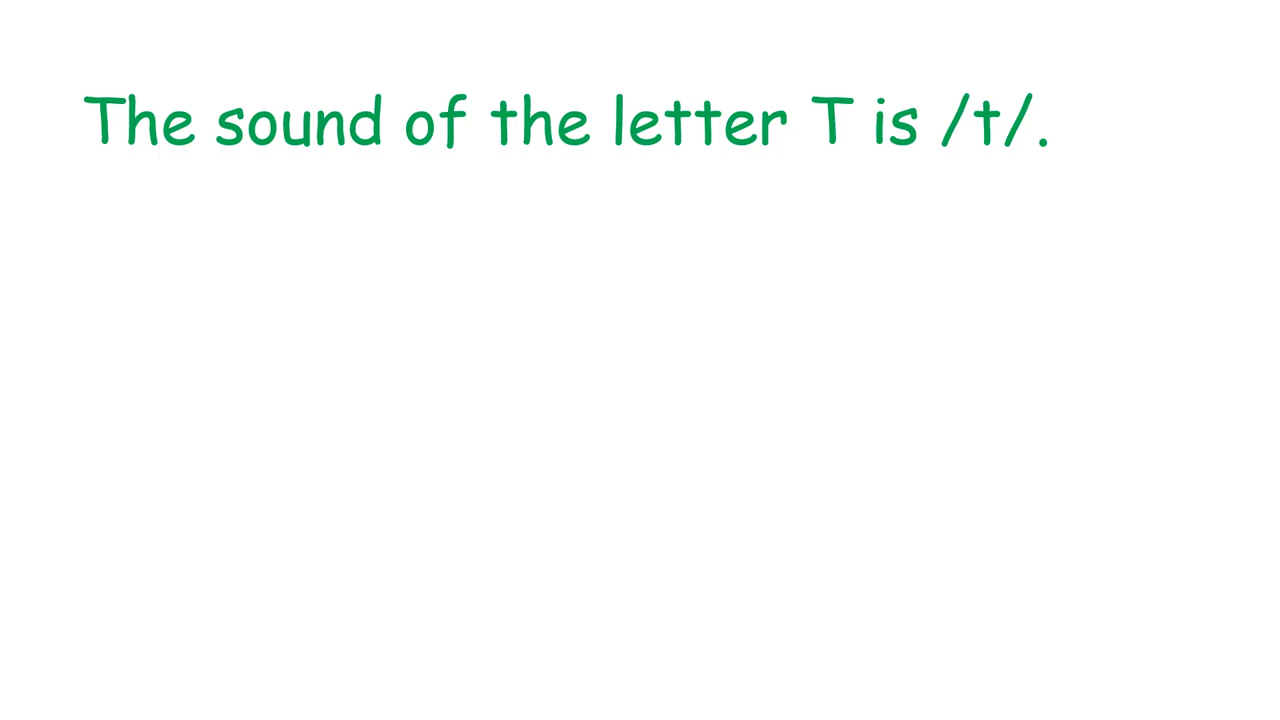 The sound of the letter T is /t/.